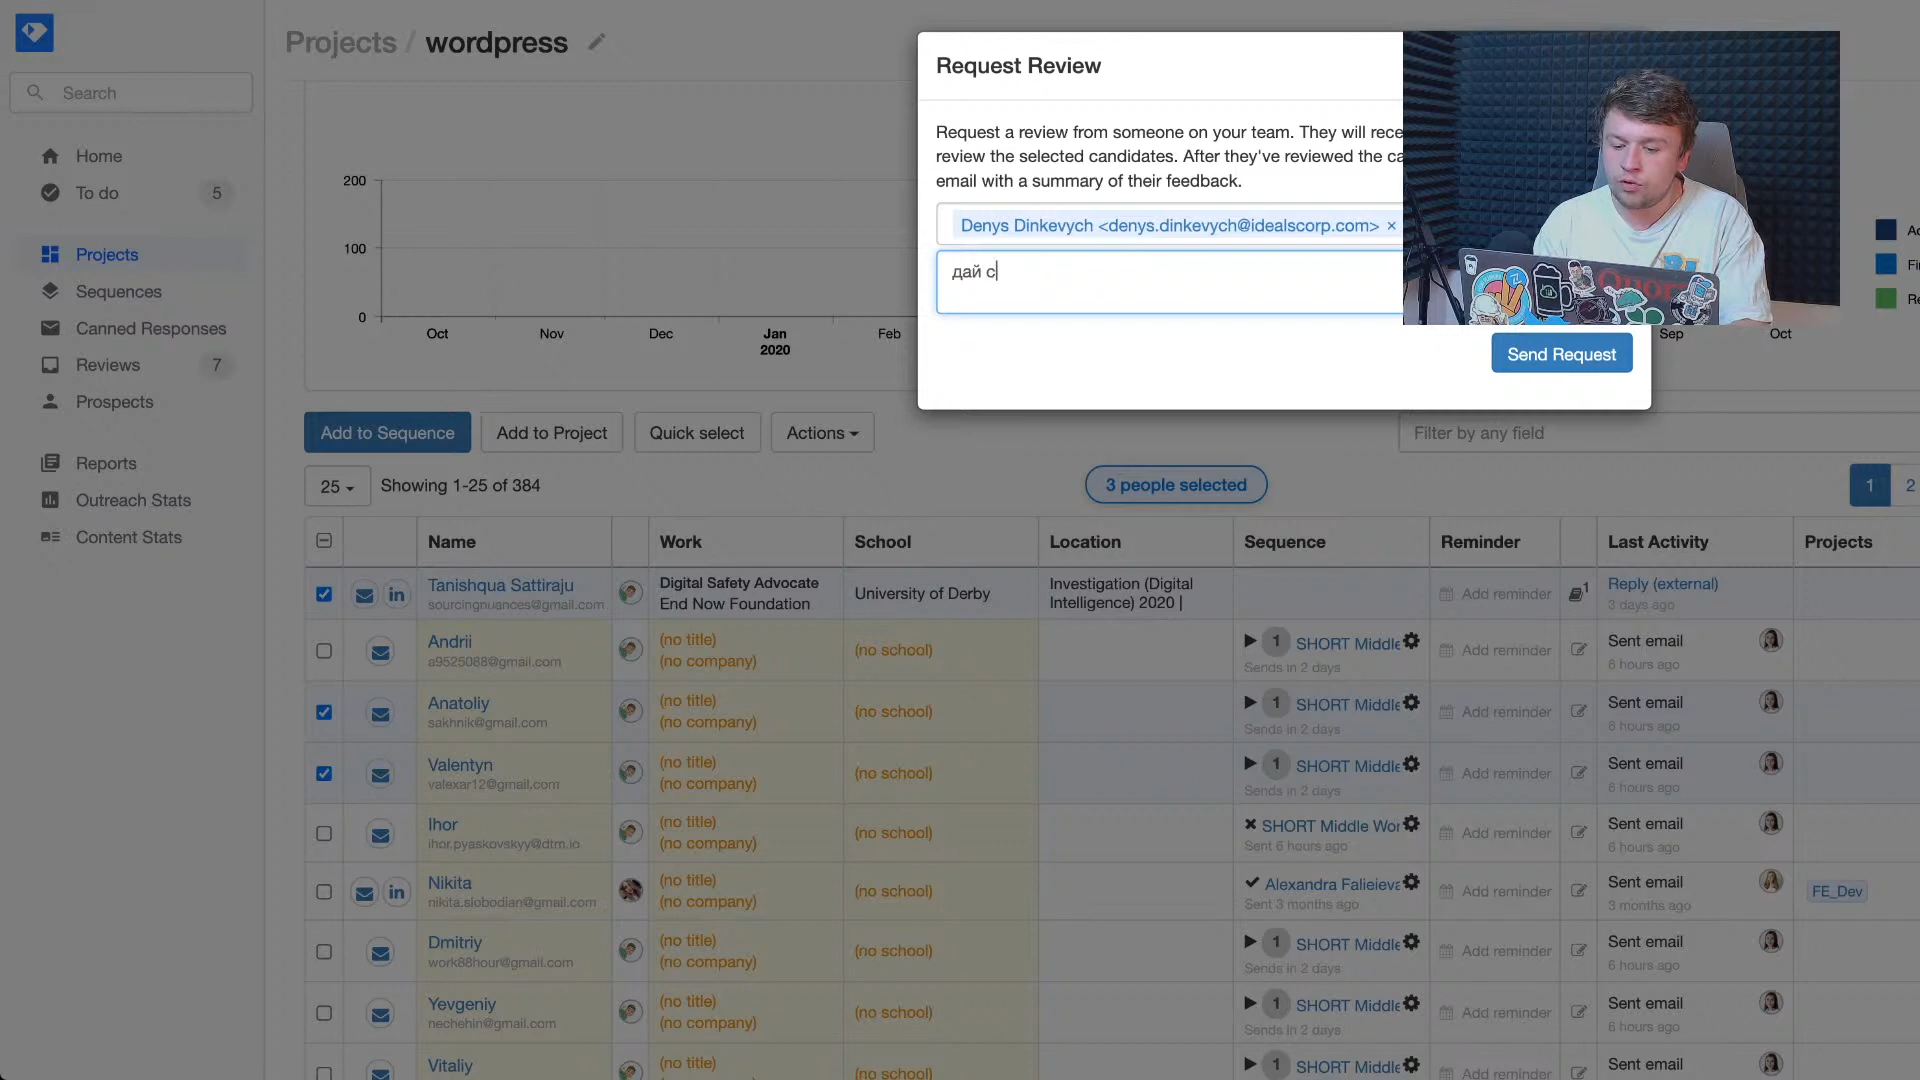 Projects / wordpress
Search
Home
To do 5
Projects
Sequences
Canned Responses
Reviews 7
Prospects
Reports
Outreach Stats
Content Stats
Request Review
Request a review from someone on your team. They will rece
review the selected candidates. After they've reviewed the ca
email with a summary of their feedback.
Denys Dinkevych <denys.dinkevych@idealscorp.com> ×
дай с
Send Request
200
100
0
Oct Nov Dec Jan Feb Sep Oct
2020
Add to Sequence Add to Project Quick select Actions Filter by any field
25 Showing 1-25 of 384 3 people selected 1 2
Name Work School Location Sequence Reminder Last Activity Projects
Tanishqua Sattiraju Digital Safety Advocate University of Derby Investigation (Digital Add reminder 1 Reply (external)
sourcingnuances@gmail.com End Now Foundation Intelligence) 2020 | 3 days ago
Andrii (no title) (no school) 1 SHORT Middle Add reminder Sent email
a9525088@gmail.com (no company) Sends in 2 days 6 hours ago
Anatoliy (no title) (no school) 1 SHORT Middle Add reminder Sent email
sakhnik@gmail.com (no company) Sends in 2 days 6 hours ago
Valentyn (no title) (no school) 1 SHORT Middle Add reminder Sent email
valexar12@gmail.com (no company) Sends in 2 days 6 hours ago
Ihor (no title) (no school) SHORT Middle Wor Add reminder Sent email
ihor.pyaskovskyy@dtm.io (no company) Sent 6 hours ago 6 hours ago
Nikita (no title) (no school) Alexandra Falieieva Add reminder Sent email FE_Dev
nikita.slobodian@gmail.com (no company) Sent 3 months ago 3 months ago
Dmitriy (no title) (no school) 1 SHORT Middle Add reminder Sent email
work88hour@gmail.com (no company) Sends in 2 days 6 hours ago
Yevgeniy (no title) (no school) 1 SHORT Middle Add reminder Sent email
nechehin@gmail.com (no company) Sends in 2 days 6 hours ago
Vitaliy (no title) (no school) 1 SHORT Middle Add reminder Sent email